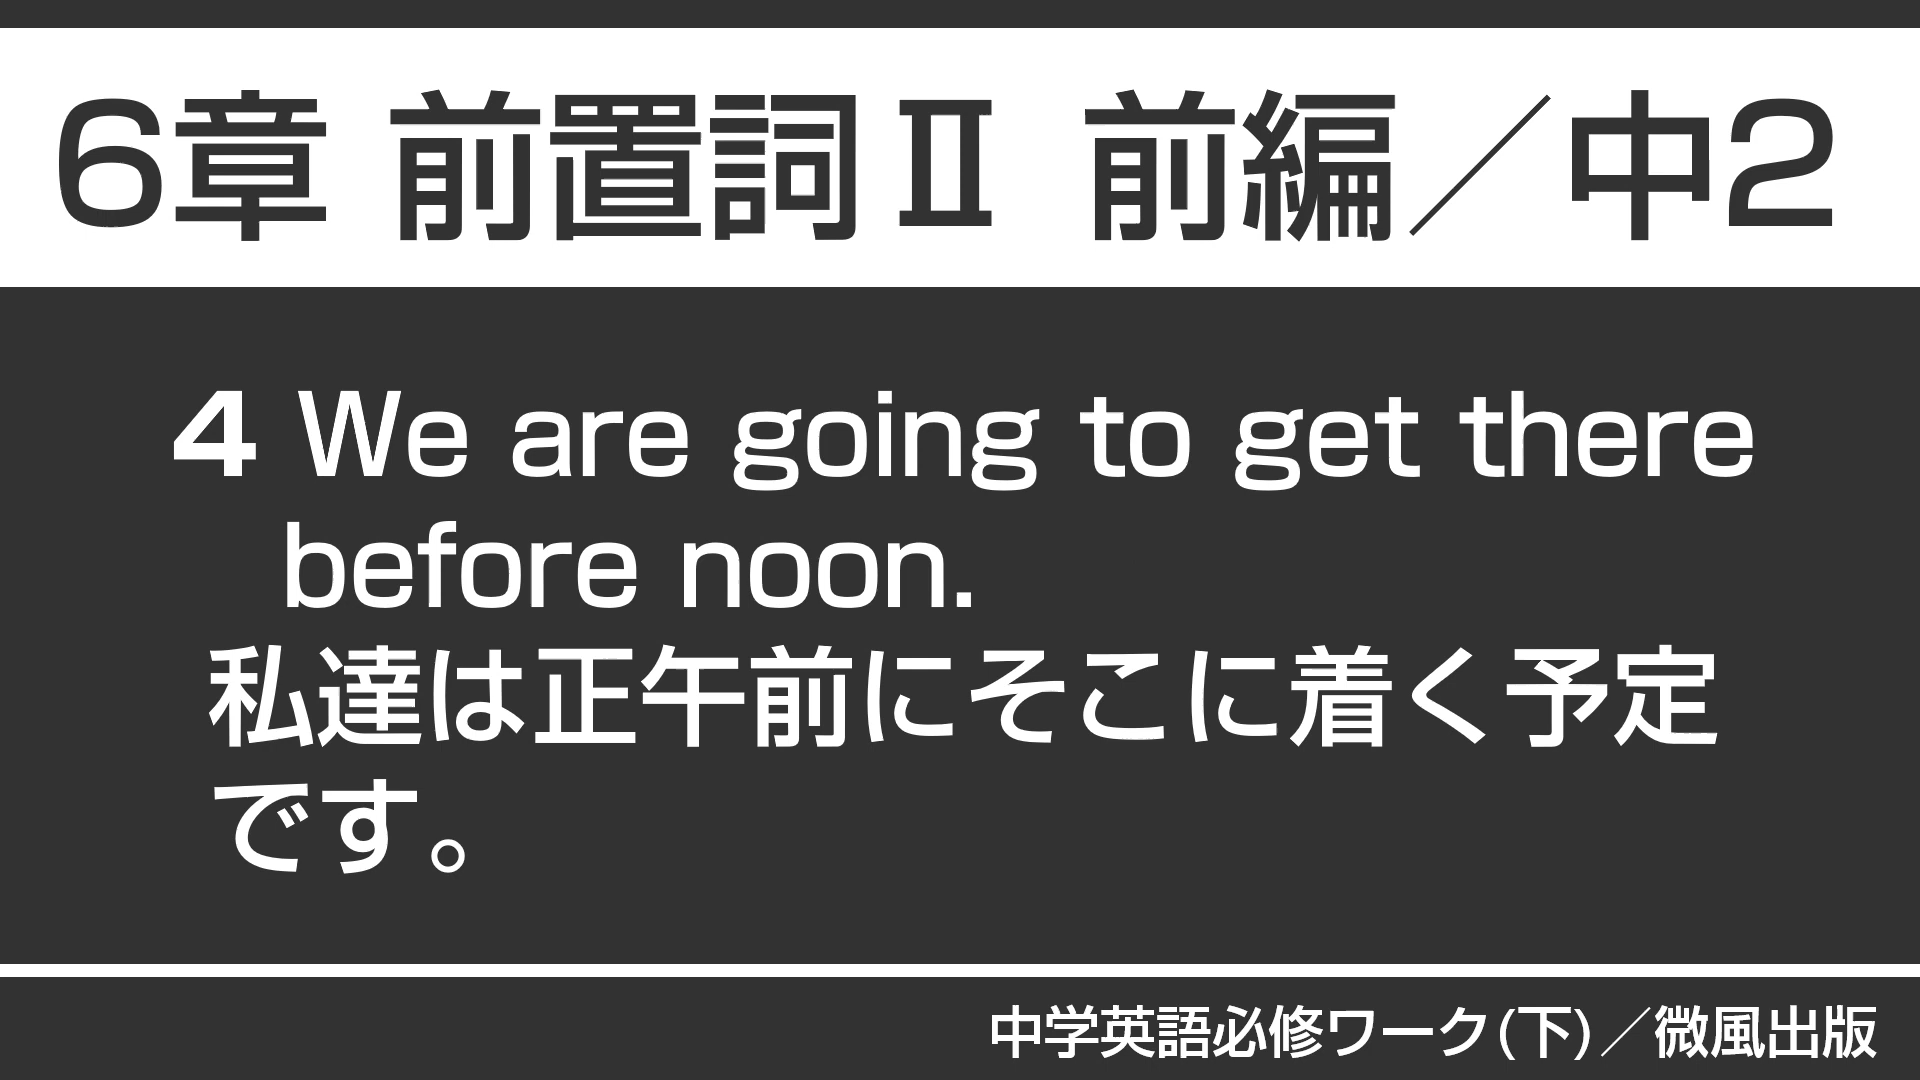 6章 前置詞Ⅱ 前編／中2
4 We are going to get there
before noon.
私達は正午前にそこに着く予定
です。
中学英語必修ワーク(下)／微風出版